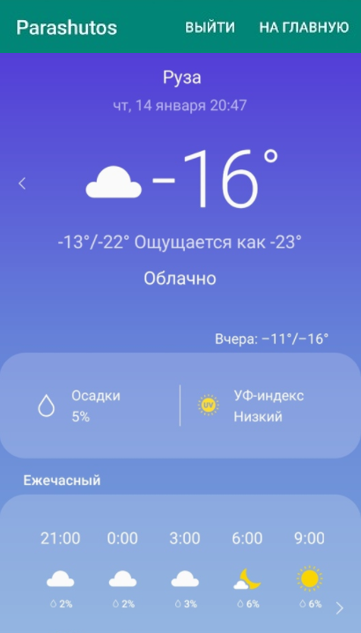 Parashutos ВЫЙТИ НА ГЛАВНУЮ
Руза
чт, 14 января 20:47
-16°
-13°/-22° Ощущается как -23°
Облачно
Вчера: −11°/−16°
Осадки
5%
УФ-индекс
Низкий
Ежечасный
21:00 0:00 3:00 6:00 9:00
2% 2% 3% 6% 6%